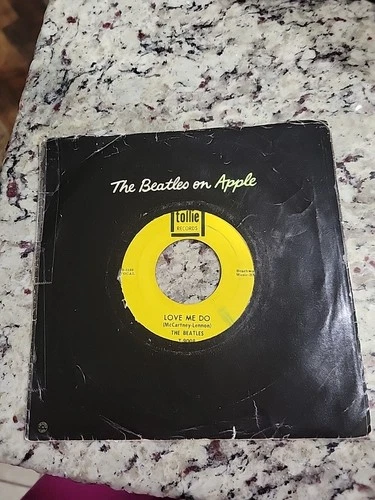 The Beatles on Apple
tollie
RECORDS
LOVE ME DO
(McCartney-Lennon)
THE BEATLES
T-9008